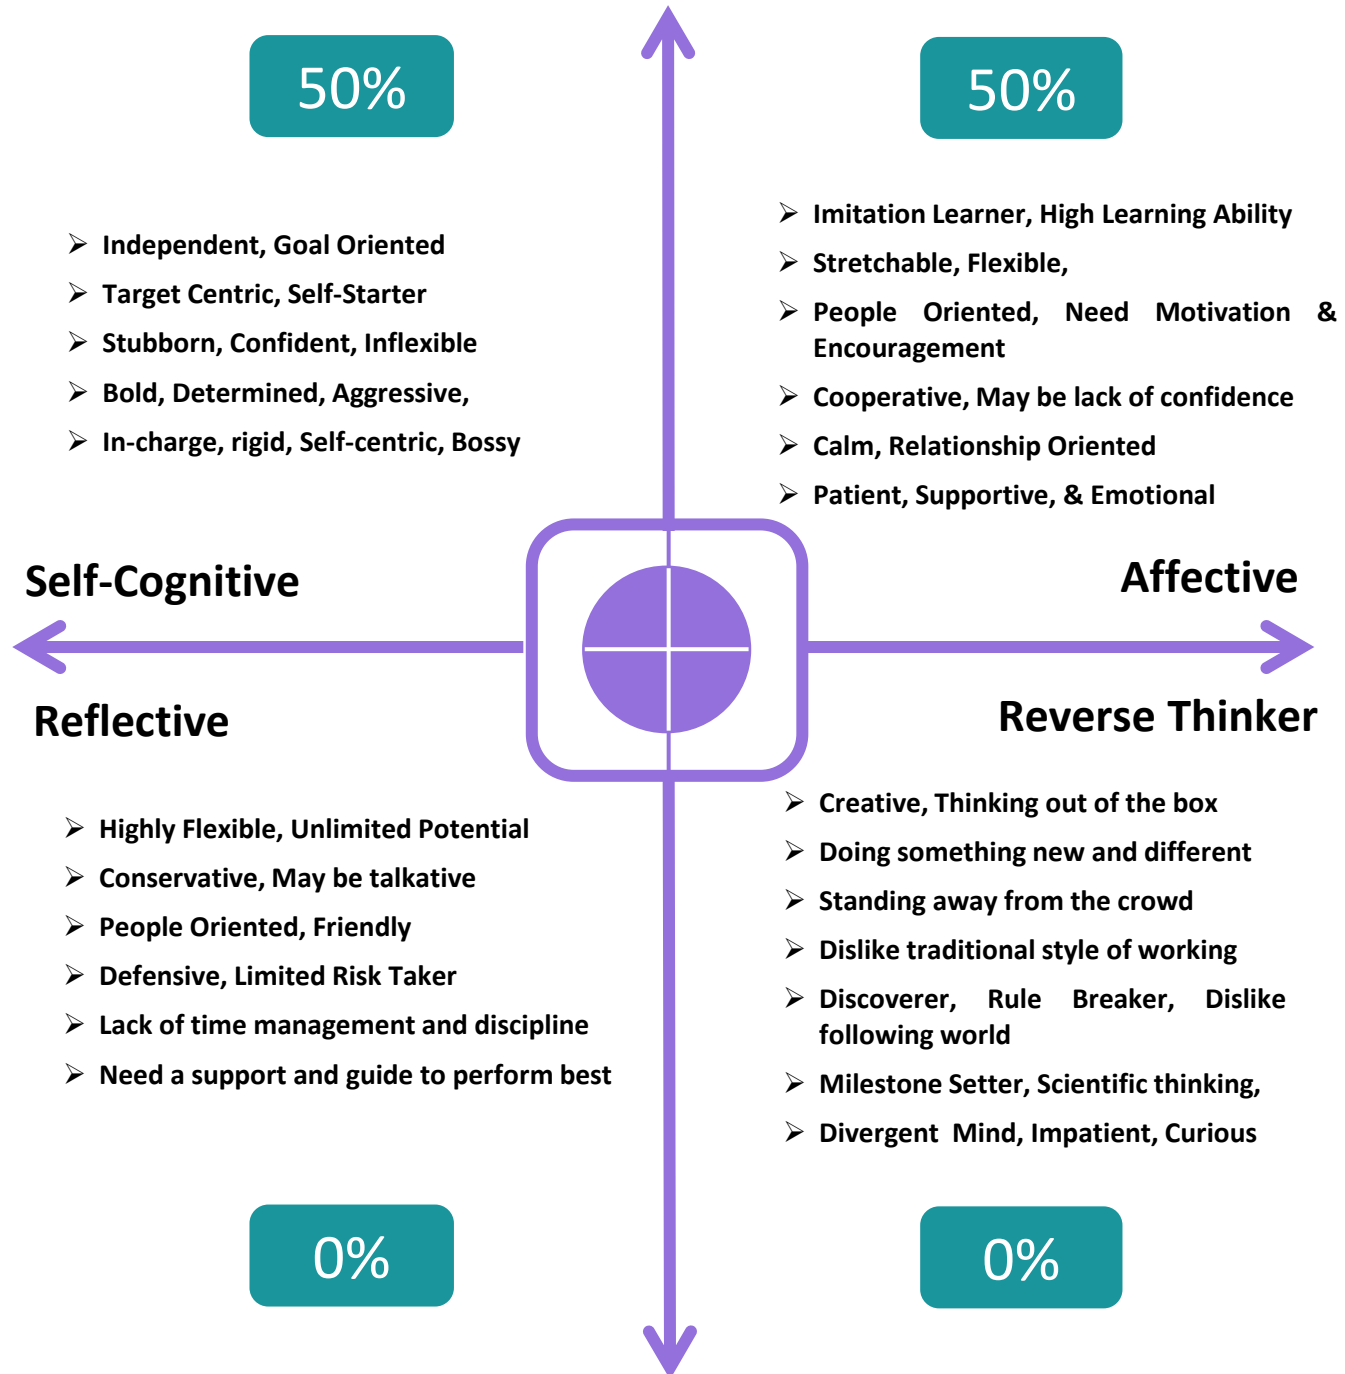 50%
➢ Independent, Goal Oriented
➢ Target Centric, Self-Starter
➢ Stubborn, Confident, Inflexible
➢ Bold, Determined, Aggressive,
➢ In-charge, rigid, Self-centric, Bossy
Self-Cognitive
50%
➢ Imitation Learner, High Learning Ability
➢ Stretchable, Flexible,
➢ People Oriented, Need Motivation &
Encouragement
➢ Cooperative, May be lack of confidence
➢ Calm, Relationship Oriented
➢ Patient, Supportive, & Emotional
Affective
Reflective
➢ Highly Flexible, Unlimited Potential
➢ Conservative, May be talkative
➢ People Oriented, Friendly
➢ Defensive, Limited Risk Taker
➢ Lack of time management and discipline
➢ Need a support and guide to perform best
0%
Reverse Thinker
➢ Creative, Thinking out of the box
➢ Doing something new and different
➢ Standing away from the crowd
➢ Dislike traditional style of working
➢ Discoverer, Rule Breaker, Dislike
following world
➢ Milestone Setter, Scientific thinking,
➢ Divergent Mind, Impatient, Curious
0%